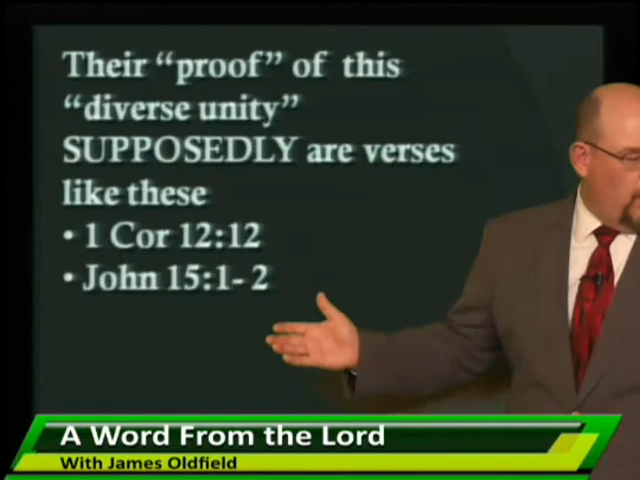 Their “proof” of this
“diverse unity”
SUPPOSEDLY are verses
like these
• 1 Cor 12:12
• John 15:1- 2
A Word From the Lord
With James Oldfield